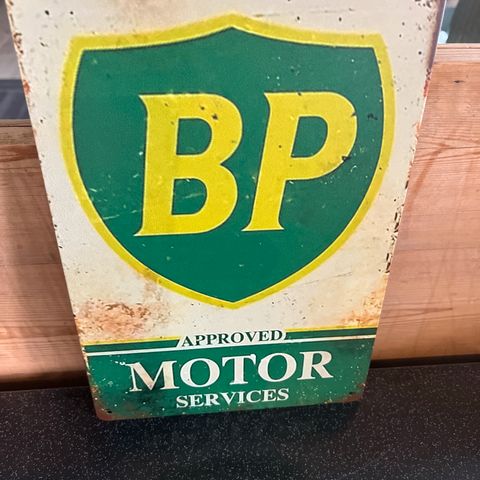 BP
APPROVED
MOTOR
SERVICES